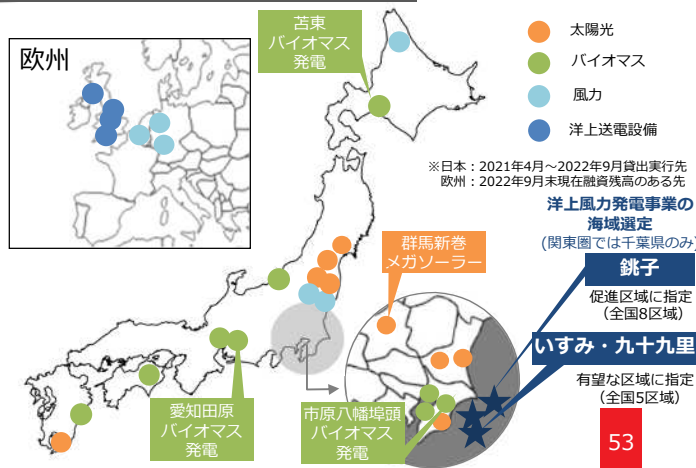 欧州
苫東
バイオマス
発電
太陽光
バイオマス
風力
洋上送電設備
※日本:2021年4月~2022年9月貸出実行先
欧州:2022年9月末現在融資残高のある先
洋上風力発電事業の
海域選定
(関東圏では千葉県のみ)
銚子
促進区域に指定
(全国8区域)
いすみ・九十九里
有望な区域に指定
(全国5区域)
群馬新巻
メガソーラー
愛知田原
バイオマス
発電
市原八幡埠頭
バイオマス
発電
53